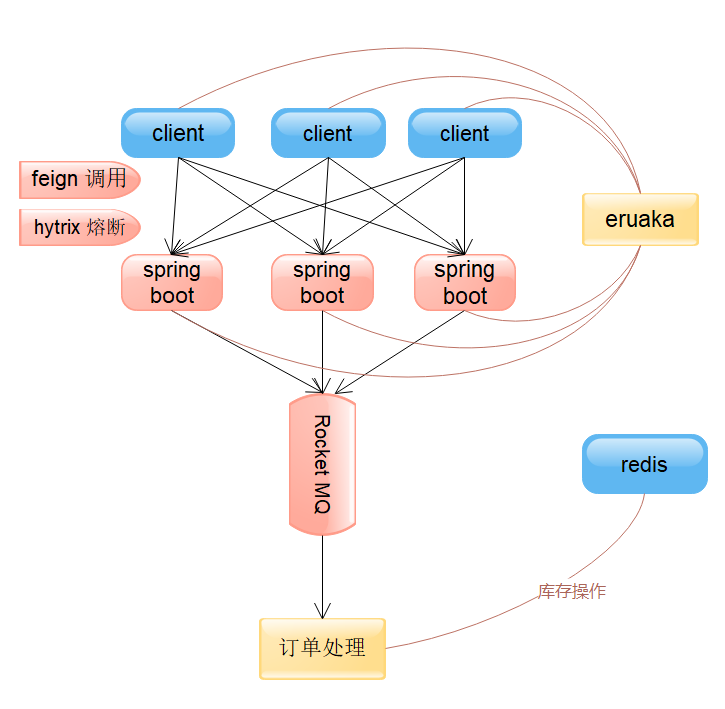 client
client
client
feign 调用
hytrix 熔断
eruaka
spring
boot
spring
boot
spring
boot
Rocket MQ
redis
库存操作
订单处理